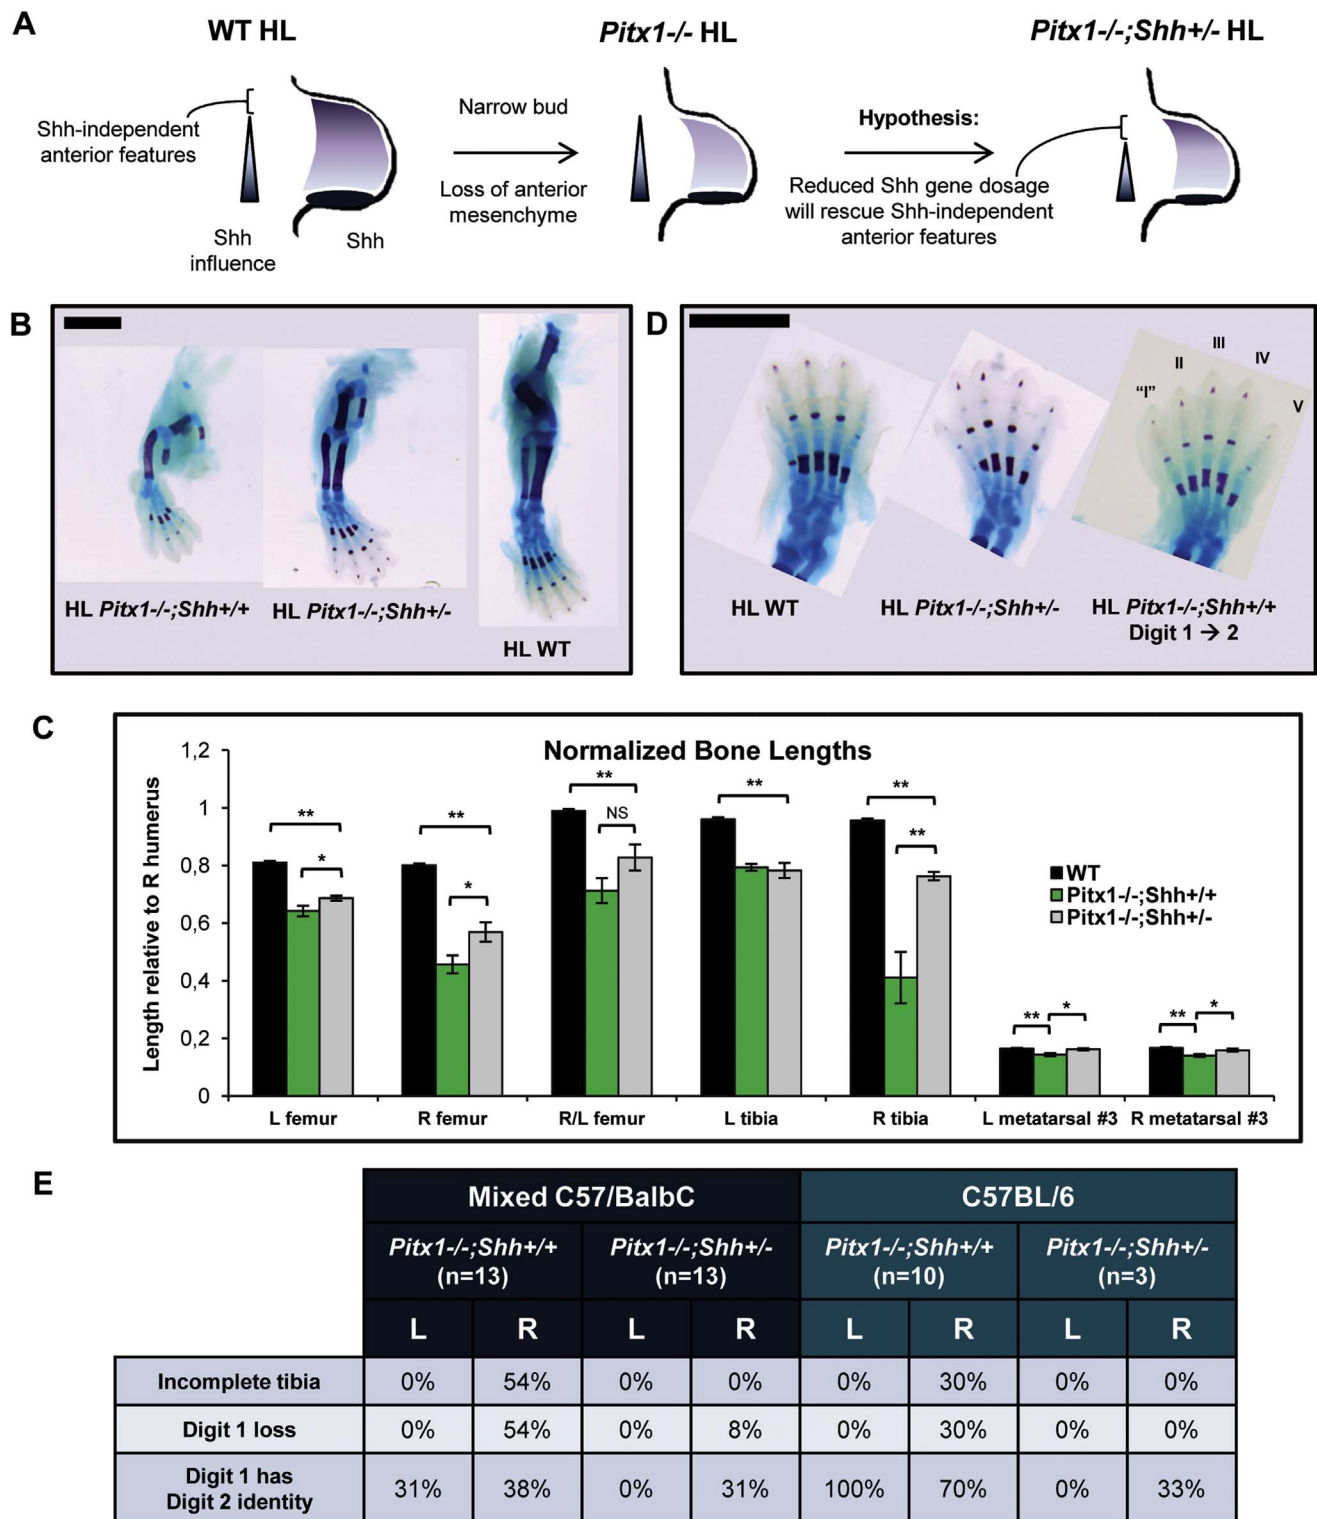 A
WT HL
Pitx1-/- HL
Pitx1-/-;Shh+/- HL
Shh-independent
anterior features
Shh
influence
Shh
Narrow bud
Loss of anterior
mesenchyme
Hypothesis:
Reduced Shh gene dosage
will rescue Shh-independent
anterior features
B
HL Pitx1-/-;Shh+/+
HL Pitx1-/-;Shh+/-
HL WT
D
"I"
II
III
IV
V
HL WT
HL Pitx1-/-;Shh+/-
HL Pitx1-/-;Shh+/+
Digit 1 → 2
C
Normalized Bone Lengths
Length relative to R humerus
1,2
1
0,8
0,6
0,4
0,2
0
**
*
**
*
**
NS
**
**
**
**
*
**
*
WT
Pitx1-/-;Shh+/+
Pitx1-/-;Shh+/-
L femur
R femur
R/L femur
L tibia
R tibia
L metatarsal #3
R metatarsal #3
E
Mixed C57/BalbC
C57BL/6
Pitx1-/-;Shh+/+
(n=13)
Pitx1-/-;Shh+/-
(n=13)
Pitx1-/-;Shh+/+
(n=10)
Pitx1-/-;Shh+/-
(n=3)
L R L R L R L R
Incomplete tibia 0% 54% 0% 0% 0% 30% 0% 0%
Digit 1 loss 0% 54% 0% 8% 0% 30% 0% 0%
Digit 1 has
Digit 2 identity 31% 38% 0% 31% 100% 70% 0% 33%